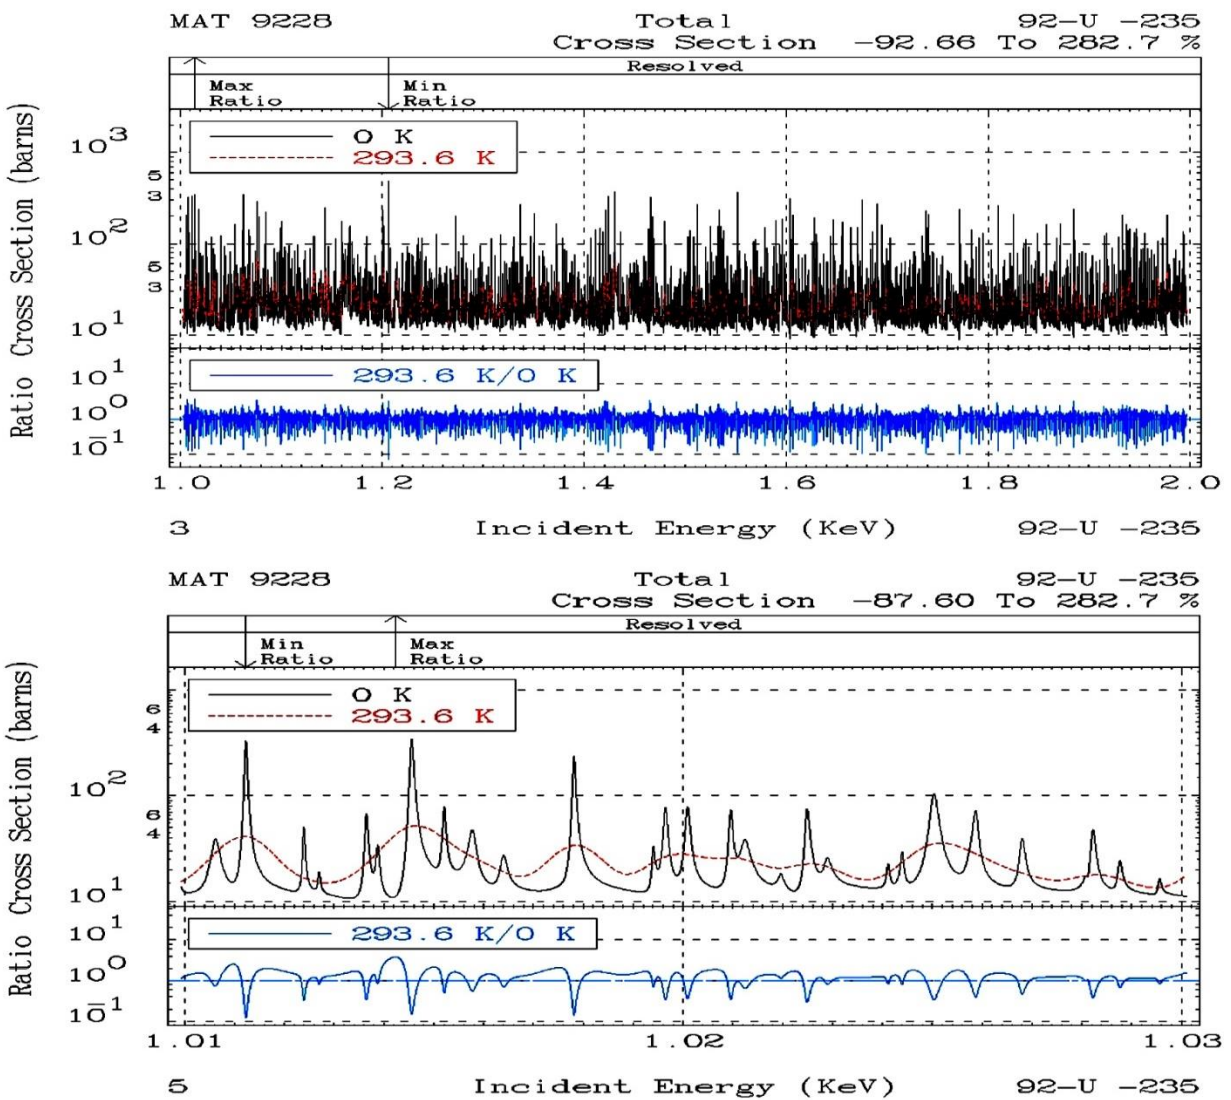 MAT 9228 Total 92-U -235
Cross Section -92.66 To 282.7 %
Resolved
Max Min
Ratio Ratio
Ratio Cross Section (barns)
0 K
293.6 K
10³
5
3
10²
5
3
10¹
293.6 K/0 K
10¹
10⁰
10⁻¹
1.0 1.2 1.4 1.6 1.8 2.0
3 Incident Energy (KeV) 92-U -235
MAT 9228 Total 92-U -235
Cross Section -87.60 To 282.7 %
Resolved
Min Max
Ratio Ratio
Ratio Cross Section (barns)
0 K
293.6 K
6
4
10²
6
4
10¹
293.6 K/0 K
10¹
10⁰
10⁻¹
1.01 1.02 1.03
5 Incident Energy (KeV) 92-U -235